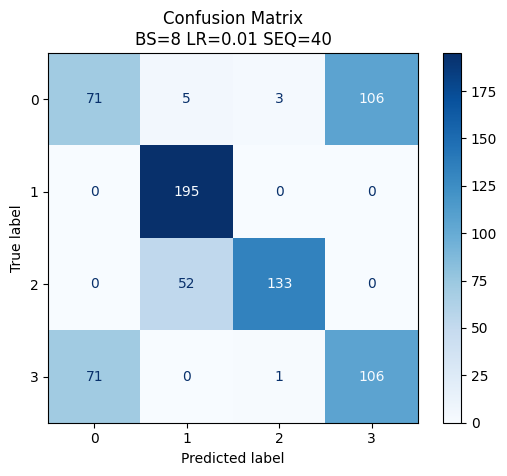 Confusion Matrix
BS=8 LR=0.01 SEQ=40
0 71 5 3 106
1 0 195 0 0
2 0 52 133 0
3 71 0 1 106
0 1 2 3
True label
Predicted label
175
150
125
100
75
50
25
0